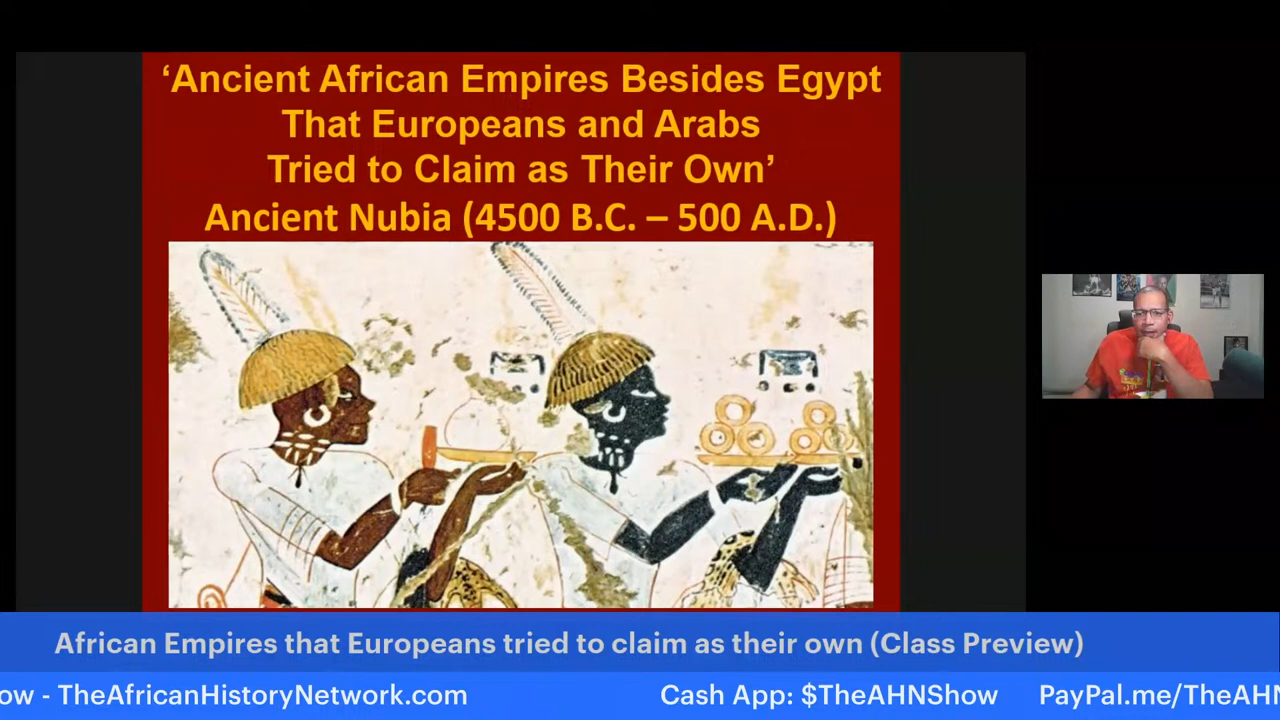 ‘Ancient African Empires Besides Egypt
That Europeans and Arabs
Tried to Claim as Their Own’
Ancient Nubia (4500 B.C. – 500 A.D.)
African Empires that Europeans tried to claim as their own (Class Preview)
ow - TheAfricanHistoryNetwork.com Cash App: $TheAHNShow PayPal.me/TheAHN